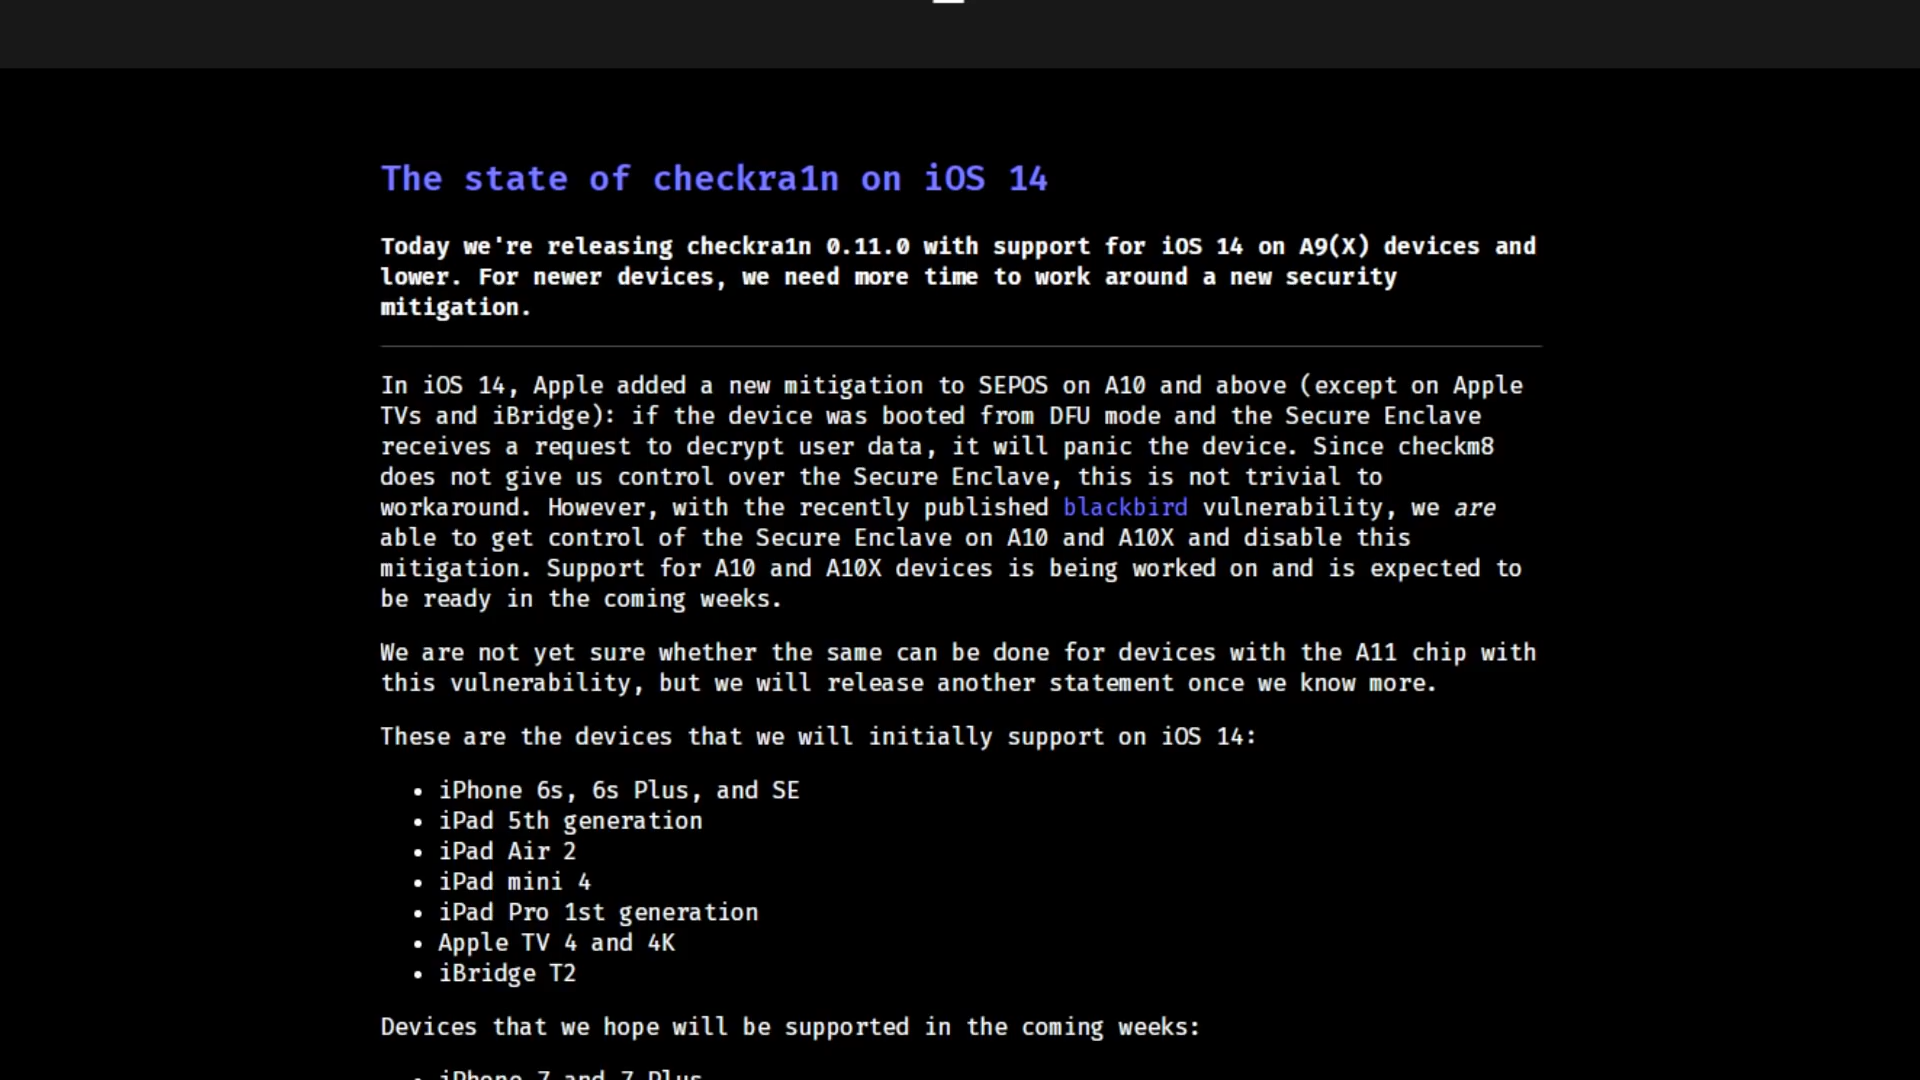 The state of checkra1n on iOS 14
Today we're releasing checkra1n 0.11.0 with support for iOS 14 on A9(X) devices and
lower. For newer devices, we need more time to work around a new security
mitigation.
In iOS 14, Apple added a new mitigation to SEPOS on A10 and above (except on Apple
TVs and iBridge): if the device was booted from DFU mode and the Secure Enclave
receives a request to decrypt user data, it will panic the device. Since checkm8
does not give us control over the Secure Enclave, this is not trivial to
workaround. However, with the recently published blackbird vulnerability, we are
able to get control of the Secure Enclave on A10 and A10X and disable this
mitigation. Support for A10 and A10X devices is being worked on and is expected to
be ready in the coming weeks.
We are not yet sure whether the same can be done for devices with the A11 chip with
this vulnerability, but we will release another statement once we know more.
These are the devices that we will initially support on iOS 14:
• iPhone 6s, 6s Plus, and SE
• iPad 5th generation
• iPad Air 2
• iPad mini 4
• iPad Pro 1st generation
• Apple TV 4 and 4K
• iBridge T2
Devices that we hope will be supported in the coming weeks:
• iPhone 7 and 7 Plus